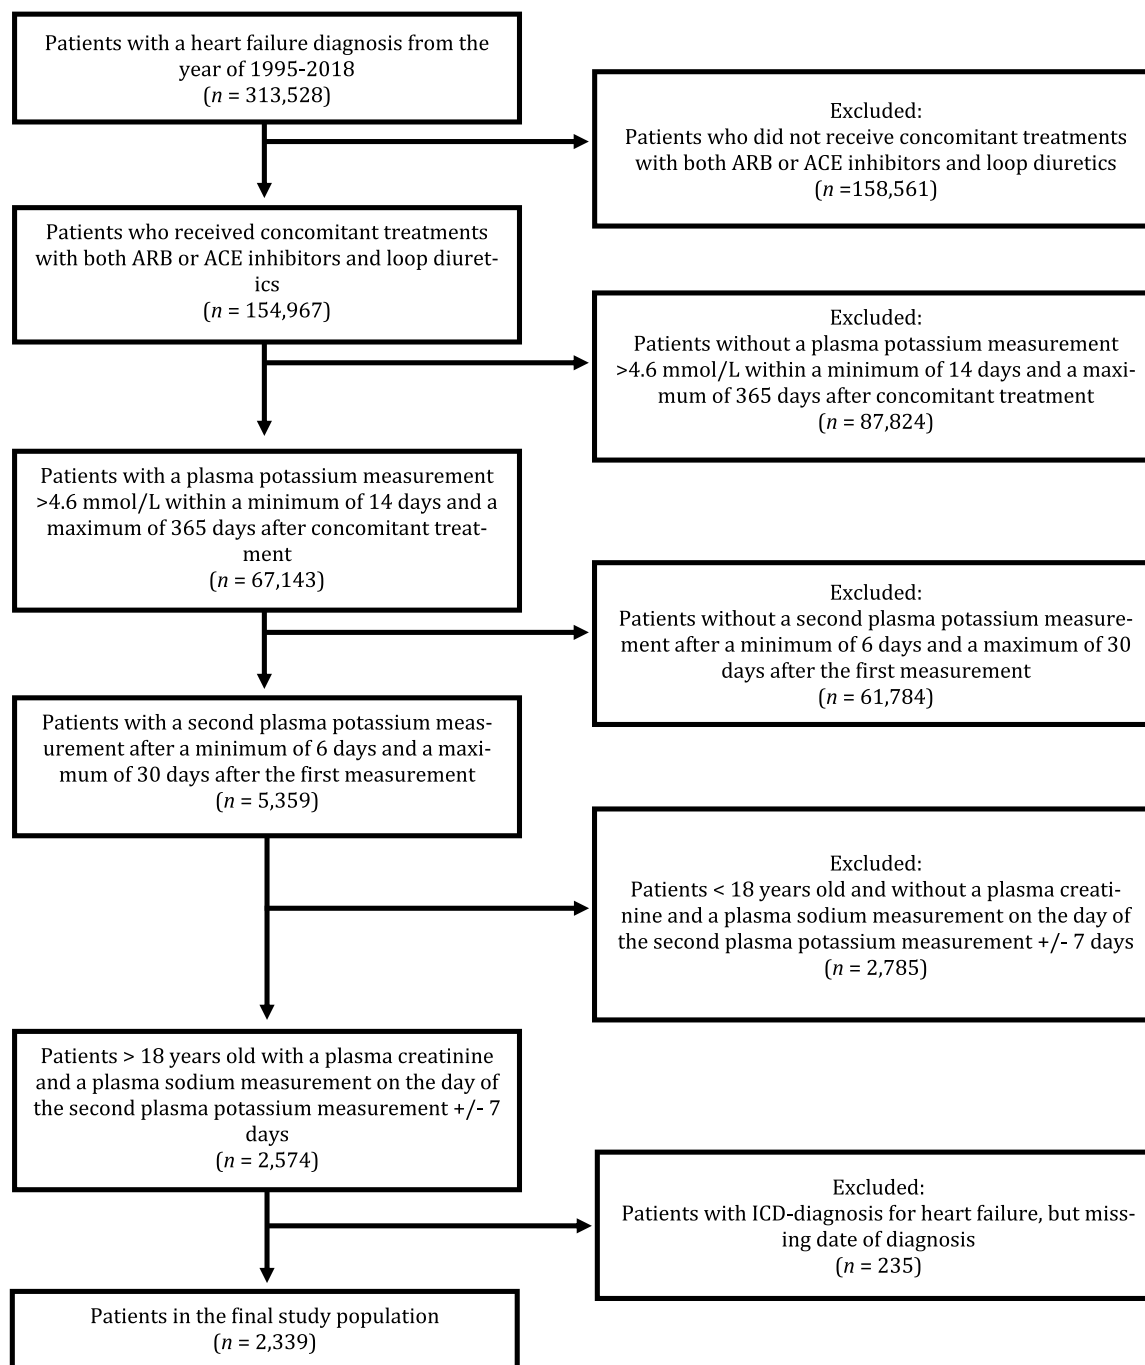 Patients with a heart failure diagnosis from the
year of 1995-2018
(n = 313,528)
Excluded:
Patients who did not receive concomitant treatments
with both ARB or ACE inhibitors and loop diuretics
(n =158,561)
Patients who received concomitant treatments
with both ARB or ACE inhibitors and loop diuret-
ics
(n = 154,967)
Excluded:
Patients without a plasma potassium measurement
>4.6 mmol/L within a minimum of 14 days and a maxi-
mum of 365 days after concomitant treatment
(n = 87,824)
Patients with a plasma potassium measurement
>4.6 mmol/L within a minimum of 14 days and a
maximum of 365 days after concomitant treat-
ment
(n = 67,143)
Excluded:
Patients without a second plasma potassium measure-
ment after a minimum of 6 days and a maximum of 30
days after the first measurement
(n = 61,784)
Patients with a second plasma potassium meas-
urement after a minimum of 6 days and a maxi-
mum of 30 days after the first measurement
(n = 5,359)
Excluded:
Patients < 18 years old and without a plasma creati-
nine and a plasma sodium measurement on the day of
the second plasma potassium measurement +/- 7 days
(n = 2,785)
Patients > 18 years old with a plasma creatinine
and a plasma sodium measurement on the day of
the second plasma potassium measurement +/- 7
days
(n = 2,574)
Excluded:
Patients with ICD-diagnosis for heart failure, but miss-
ing date of diagnosis
(n = 235)
Patients in the final study population
(n = 2,339)